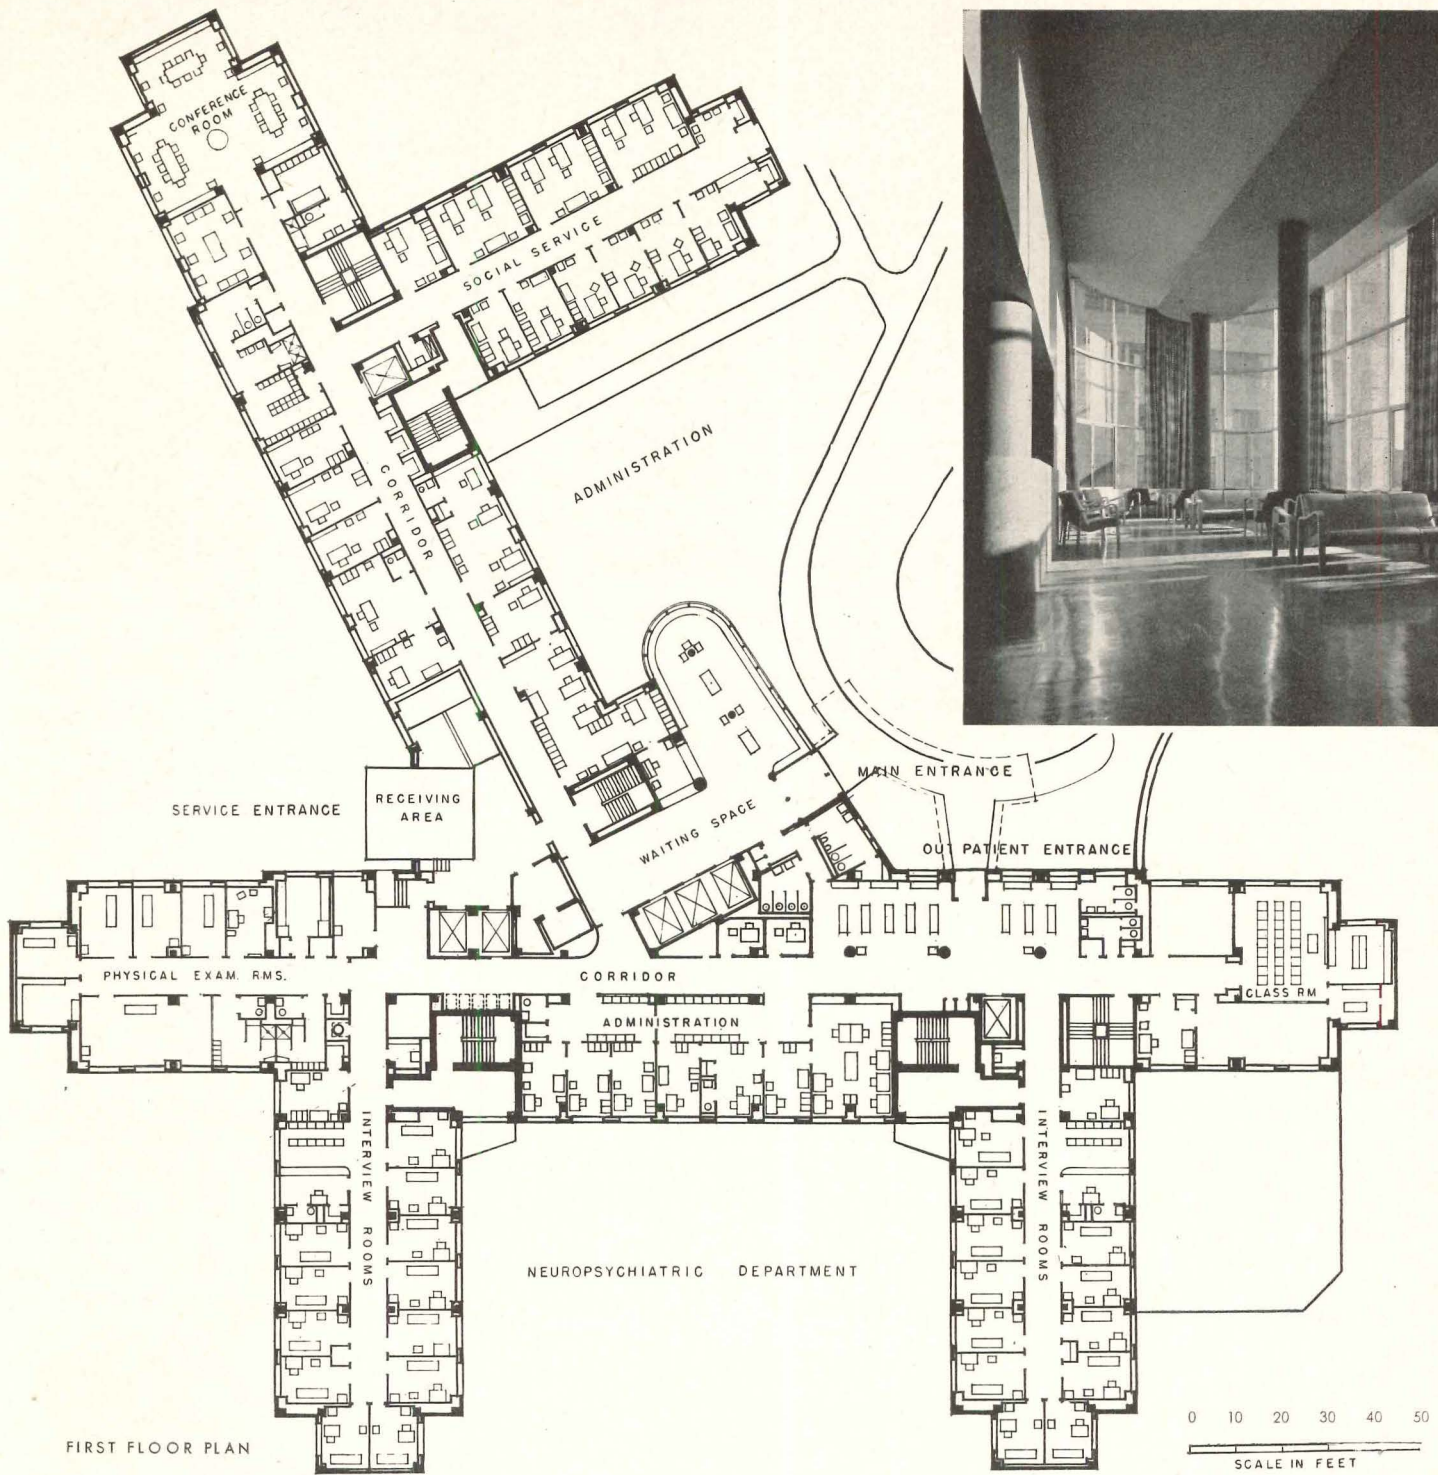 CONFERENCE
ROOM
SOCIAL SERVICE
ADMINISTRATION
CORRIDOR
MAIN ENTRANCE
SERVICE ENTRANCE
RECEIVING
AREA
WAITING SPACE
OUT PATIENT ENTRANCE
PHYSICAL EXAM. RMS.
CORRIDOR
CLASS RM
ADMINISTRATION
INTERVIEW ROOMS
INTERVIEW ROOMS
NEUROPSYCHIATRIC DEPARTMENT
FIRST FLOOR PLAN
0 10 20 30 40 50
SCALE IN FEET